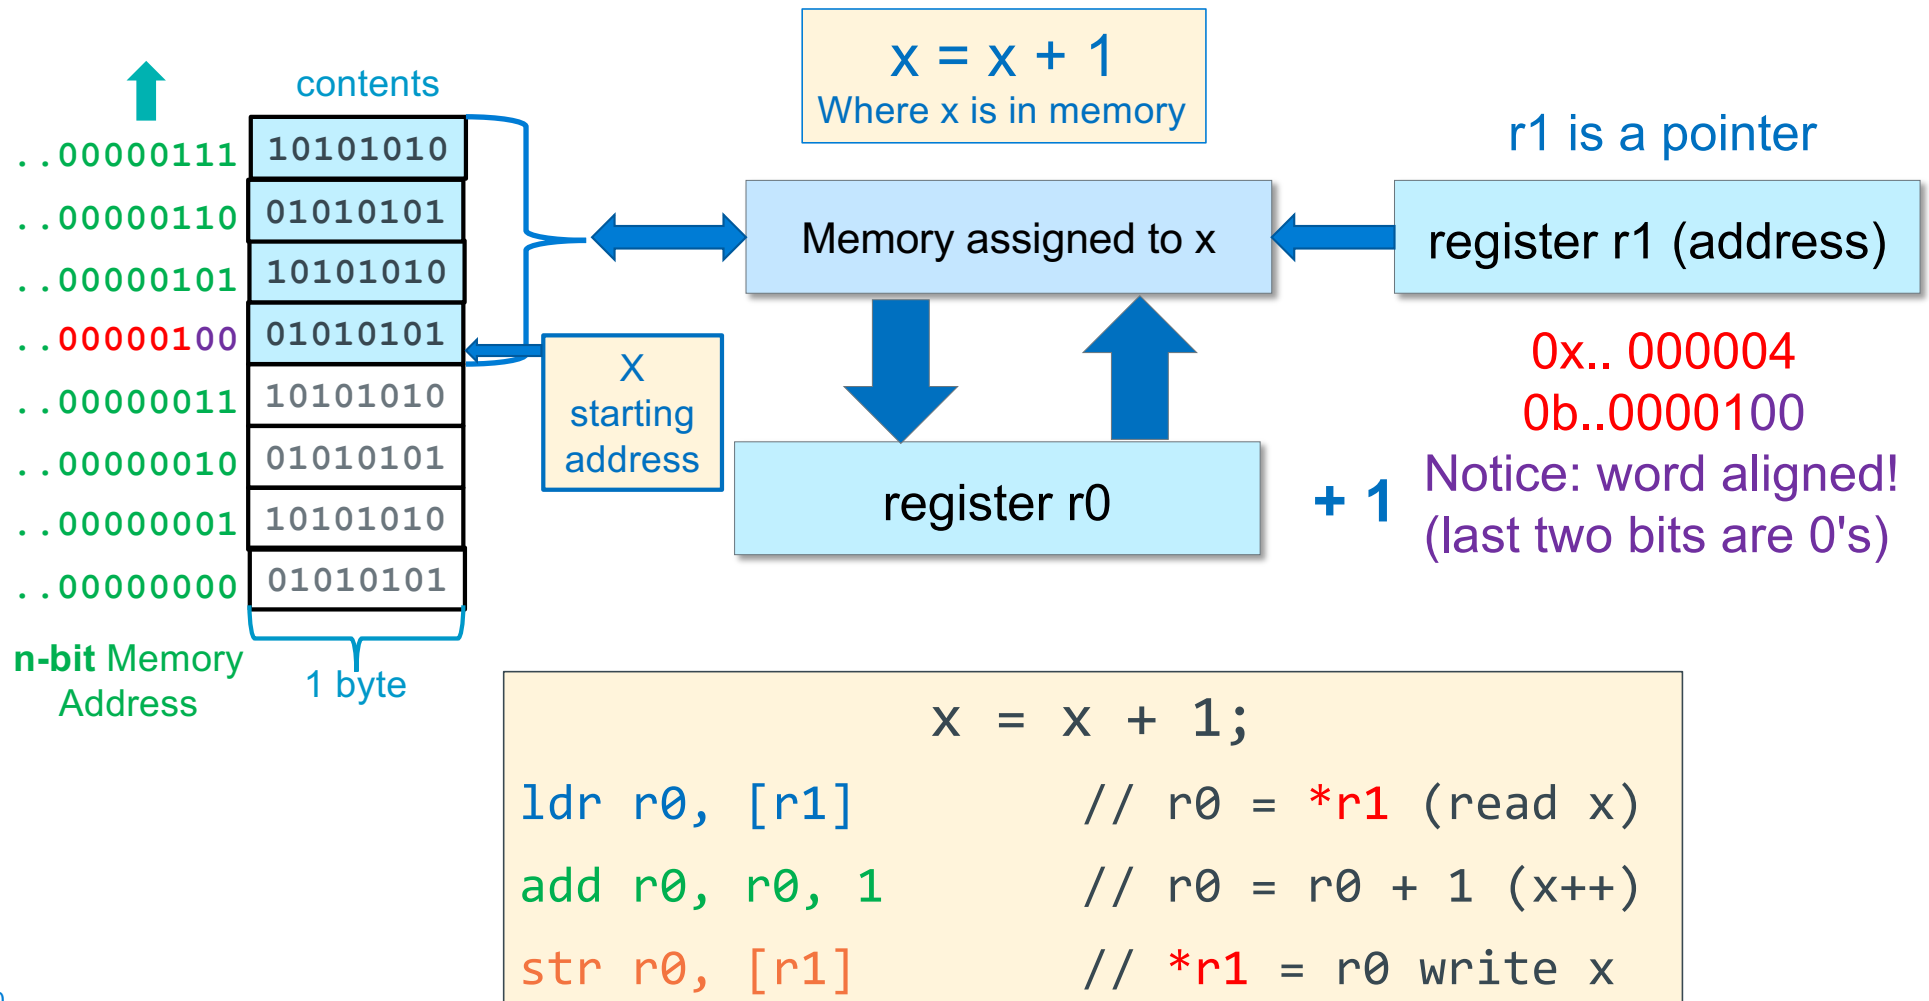 x = x + 1
Where x is in memory
contents
..00000111 10101010
..00000110 01010101
..00000101 10101010
..00000100 01010101
..00000011 10101010
..00000010 01010101
..00000001 10101010
..00000000 01010101
n-bit Memory
Address
1 byte
X
starting
address
Memory assigned to x
register r0
+ 1
r1 is a pointer
register r1 (address)
0x.. 000004
0b..0000100
Notice: word aligned!
(last two bits are 0's)
x = x + 1;
ldr r0, [r1] // r0 = *r1 (read x)
add r0, r0, 1 // r0 = r0 + 1 (x++)
str r0, [r1] // *r1 = r0 write x